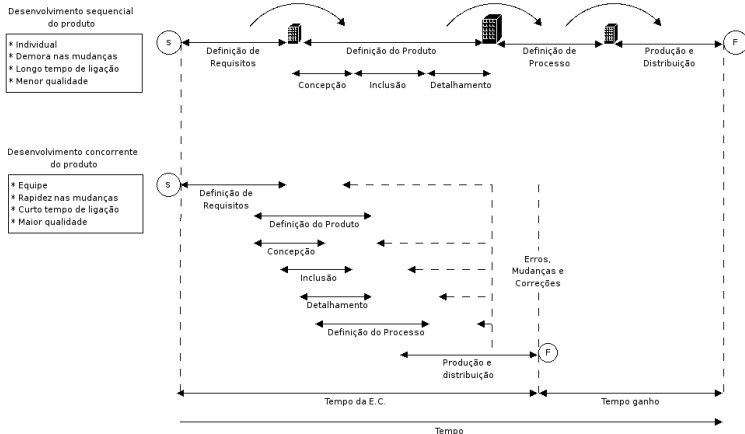 Desenvolvimento sequencial
do produto
* Individual
* Demora nas mudanças
* Longo tempo de ligação
* Menor qualidade
S
Definição de
Requisitos
Definição do Produto
Definição de
Processo
Produção e
Distribuição
F
Concepção
Inclusão
Detalhamento
Desenvolvimento concorrente
do produto
* Equipe
* Rapidez nas mudanças
* Curto tempo de ligação
* Maior qualidade
S
Definição de
Requisitos
Definição do Produto
Concepção
Inclusão
Detalhamento
Definição do Processo
Produção e
distribuição
F
Erros,
Mudanças e
Correções
Tempo da E.C.
Tempo ganho
Tempo